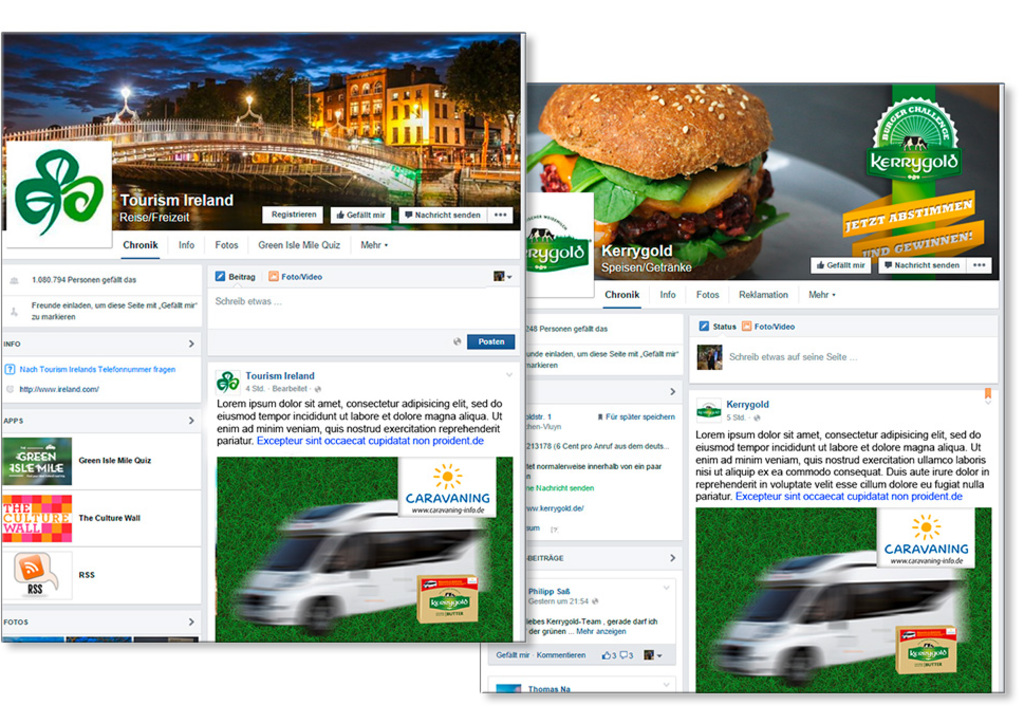 Tourism Ireland
Reise/Freizeit
Registrieren
Gefällt mir
Nachricht senden
Chronik
Info
Fotos
Green Isle Mile Quiz
Mehr
1.080.794 Personen gefällt das
Freunde einladen, um diese Seite mit „Gefällt mir“
zu markieren
INFO
Nach Tourism Irelands Telefonnummer fragen
http://www.ireland.com/
APPS
GREEN
ISLE MILE
Green Isle Mile Quiz
THE
CULTURE
WALL
The Culture Wall
RSS
RSS
FOTOS
Beitrag
Foto/Video
Schreib etwas ...
Posten
Tourism Ireland
4 Std. · Bearbeitet ·
Lorem ipsum dolor sit amet, consectetur adipisicing elit, sed do
eiusmod tempor incididunt ut labore et dolore magna aliqua. Ut
enim ad minim veniam, quis nostrud exercitation reprehenderit
pariatur. Excepteur sint occaecat cupidatat non proident.de
CARAVANING
www.caravaning-info.de
Kerrygold
BUTTER
BURGER CHALLENGE
Kerrygold
JETZT ABSTIMMEN
UND GEWINNEN!
rrygold
Kerrygold
Speisen/Getränke
Gefällt mir
Nachricht senden
Chronik
Info
Fotos
Reklamation
Mehr
248 Personen gefällt das
unde einladen, um diese Seite mit „Gefällt mir“
markieren
oldstr. 1
Für später speichern
chen-Vluyn
213178 (6 Cent pro Anruf aus dem deuts...
tet normalerweise innerhalb von ein paar
ne Nachricht senden
ww.kerrygold.de/
sum
-BEITRÄGE
Philipp Saß
Gestern um 21:54
iebes Kerrygold-Team , gerade darf ich
der grünen ... Mehr anzeigen
Gefällt mir · Kommentieren
3
3
Thomas Na
Status
Foto/Video
Schreib etwas auf seine Seite ...
Kerrygold
5 Std. ·
Lorem ipsum dolor sit amet, consectetur adipisicing elit, sed do
eiusmod tempor incididunt ut labore et dolore magna aliqua. Ut
enim ad minim veniam, quis nostrud exercitation ullamco laboris
nisi ut aliquip ex ea commodo consequat. Duis aute irure dolor in
reprehenderit in voluptate velit esse cillum dolore eu fugiat nulla
pariatur. Excepteur sint occaecat cupidatat non proident.de
CARAVANING
www.caravaning-info.de
Kerrygold
BUTTER